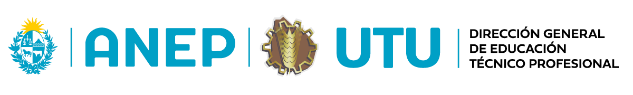 ANEP
UTU
DIRECCIÓN GENERAL
DE EDUCACIÓN
TÉCNICO PROFESIONAL